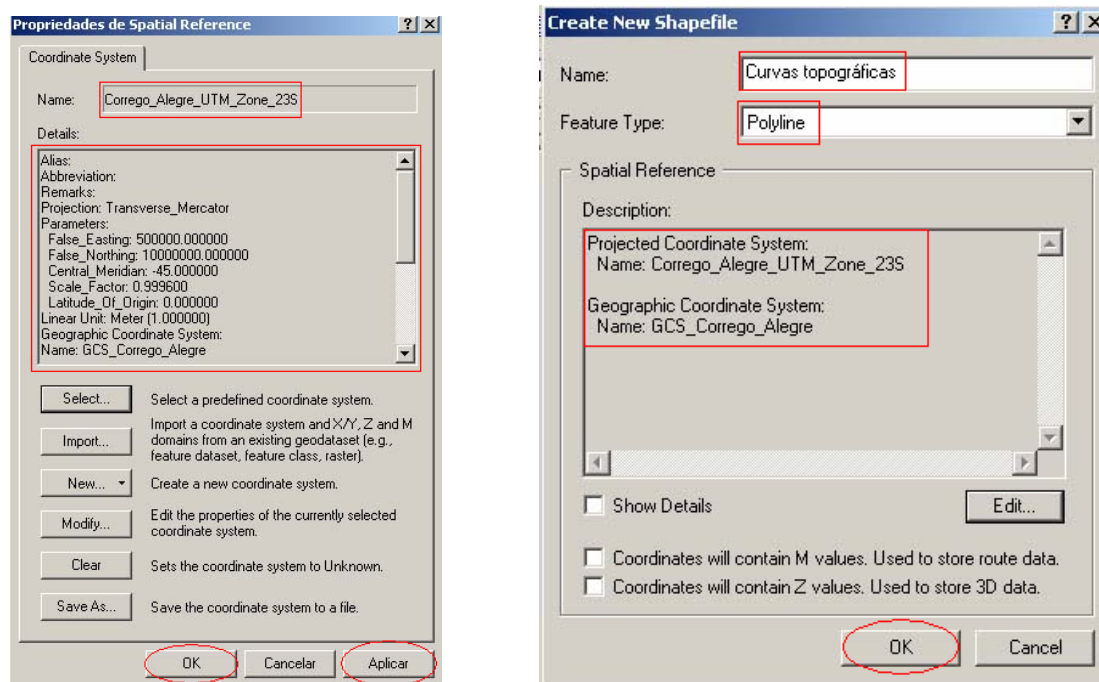 Propriedades de Spatial Reference
Coordinate System
Name: Corrego_Alegre_UTM_Zone_23S
Details:
Alias:
Abbreviation:
Remarks:
Projection: Transverse_Mercator
Parameters:
False_Easting: 500000.000000
False_Northing: 10000000.000000
Central_Meridian: -45.000000
Scale_Factor: 0.999600
Latitude_Of_Origin: 0.000000
Linear Unit: Meter (1.000000)
Geographic Coordinate System:
Name: GCS_Corrego_Alegre
Select... Select a predefined coordinate system.
Import... Import a coordinate system and X/Y, Z and M
domains from an existing geodataset (e.g.,
feature dataset, feature class, raster).
New... Create a new coordinate system.
Modify... Edit the properties of the currently selected
coordinate system.
Clear Sets the coordinate system to Unknown.
Save As... Save the coordinate system to a file.
OK Cancelar Aplicar
Create New Shapefile
Name: Curvas topográficas
Feature Type: Polyline
Spatial Reference
Description:
Projected Coordinate System:
Name: Corrego_Alegre_UTM_Zone_23S
Geographic Coordinate System:
Name: GCS_Corrego_Alegre
Show Details Edit...
Coordinates will contain M values. Used to store route data.
Coordinates will contain Z values. Used to store 3D data.
OK Cancel